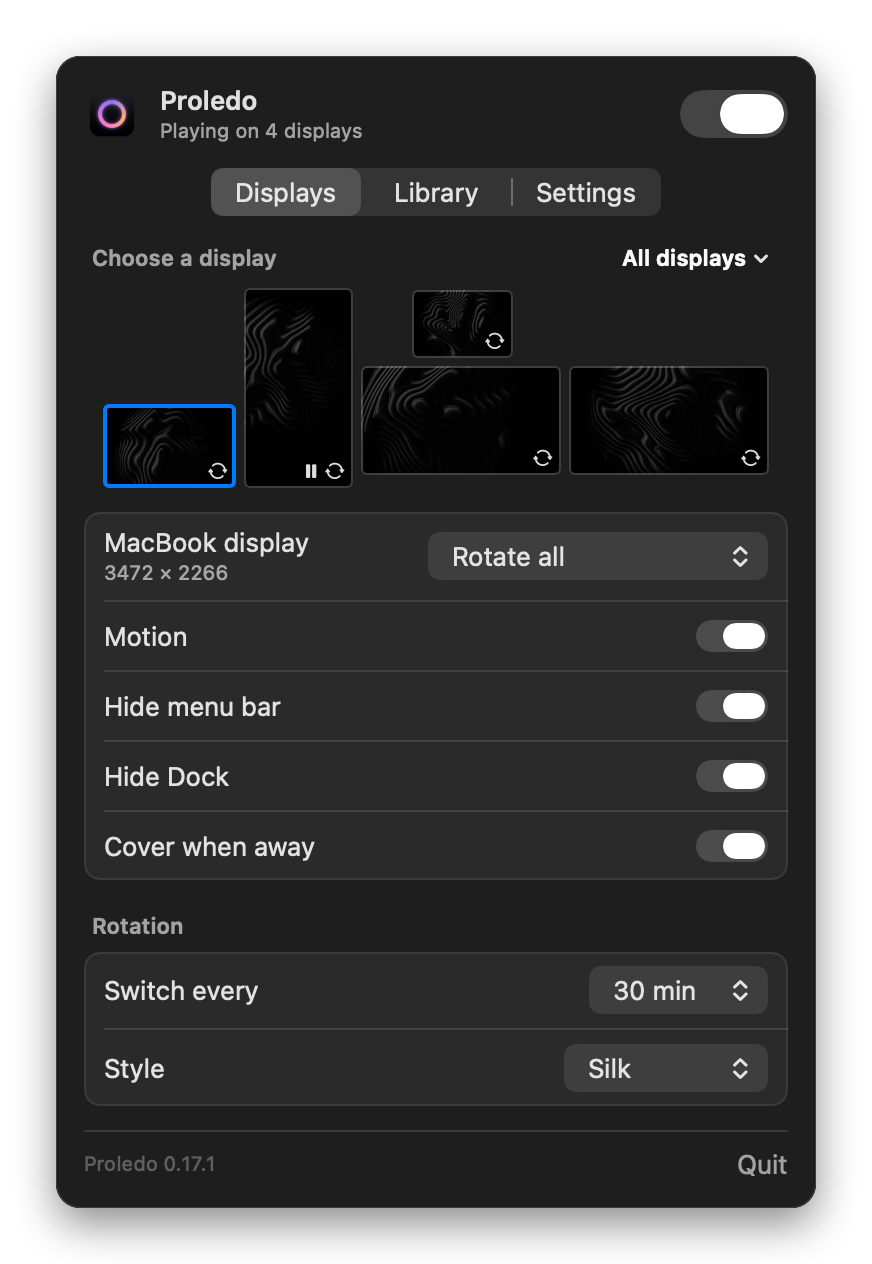 Proledo
Playing on 4 displays
Displays
Library
Settings
Choose a display
All displays
MacBook display
3472 × 2266
Rotate all
Motion
Hide menu bar
Hide Dock
Cover when away
Rotation
Switch every
30 min
Style
Silk
Proledo 0.17.1
Quit